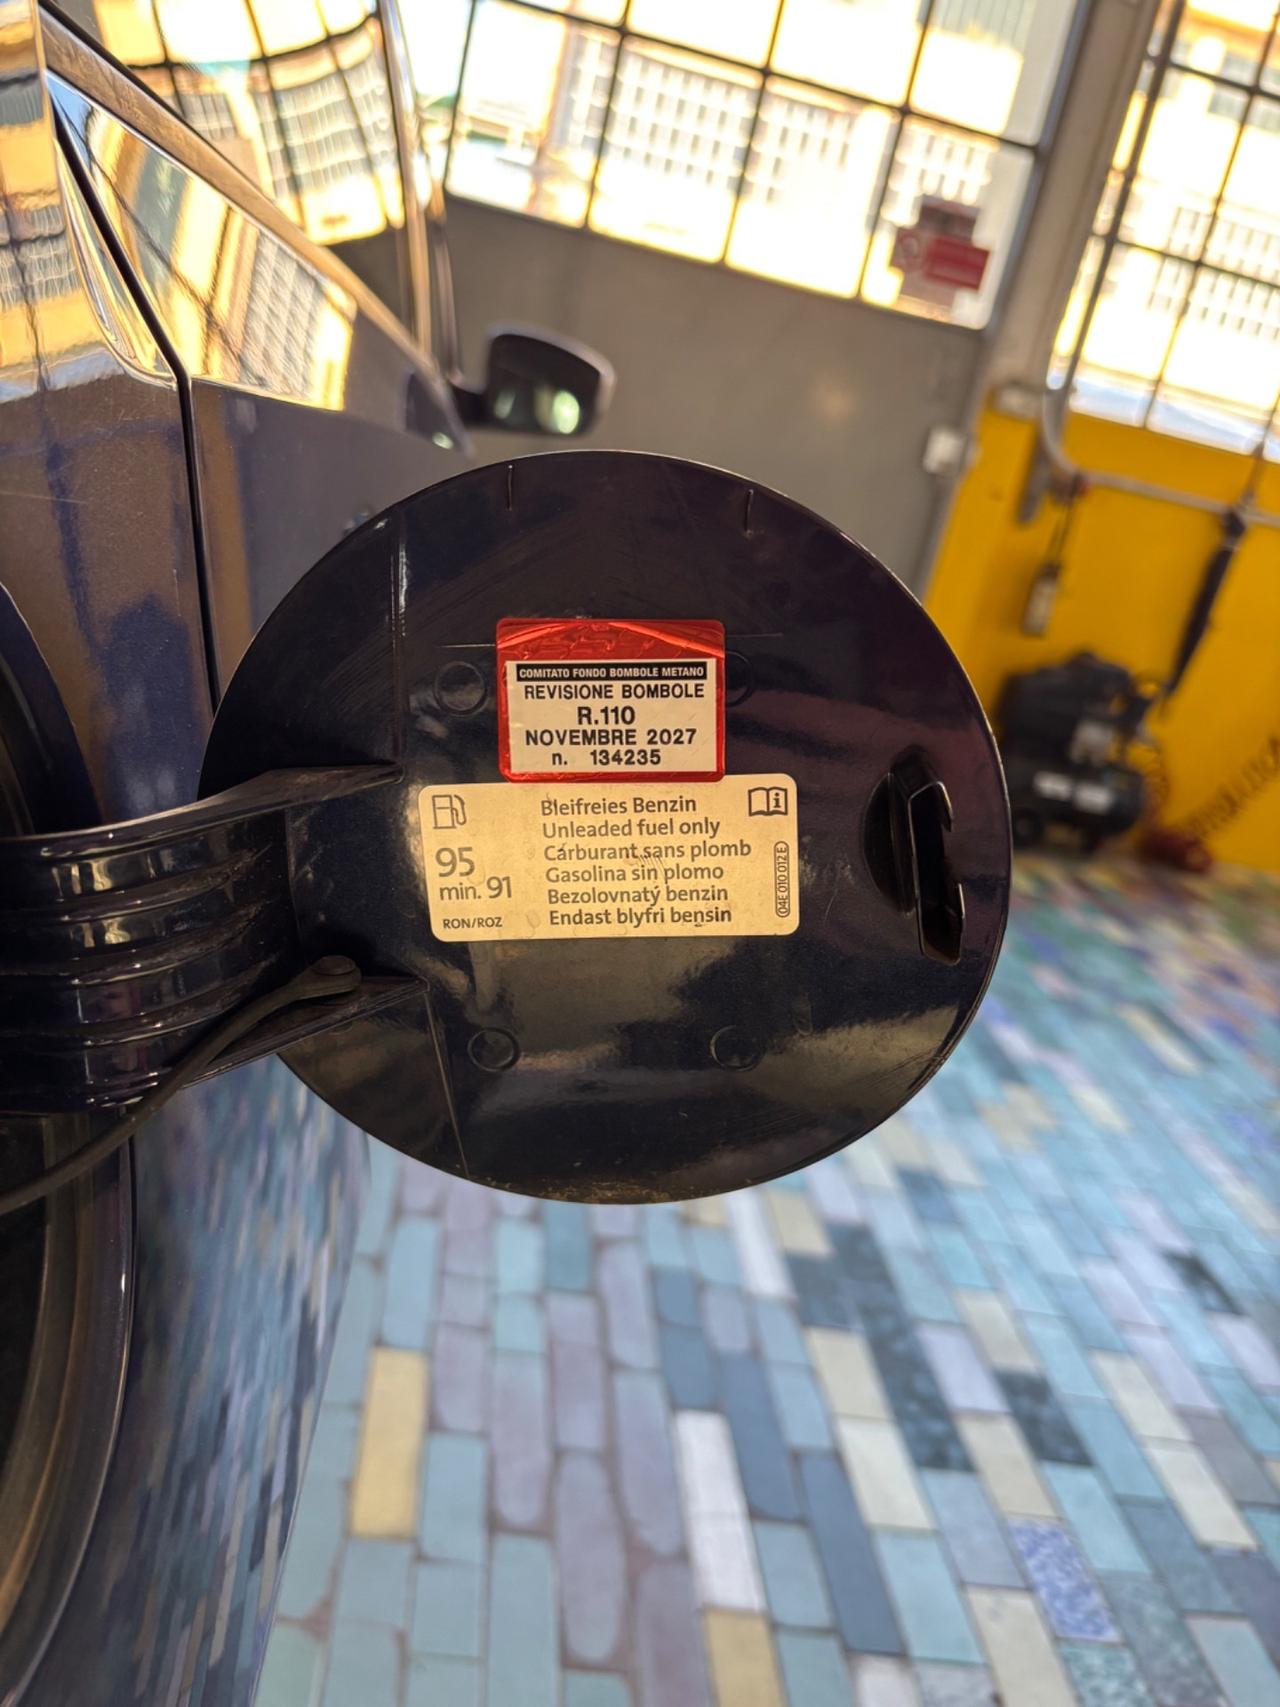 COMITATO FONDO BOMBOLE METANO
REVISIONE BOMBOLE
R.110
NOVEMBRE 2027
n. 134235
Bleifreies Benzin
Unleaded fuel only
Carburant sans plomb
Gasolina sin plomo
Bezolovnatý benzin
Endast blyfri bensin
95
min. 91
RON/ROZ
04E 010 012 E